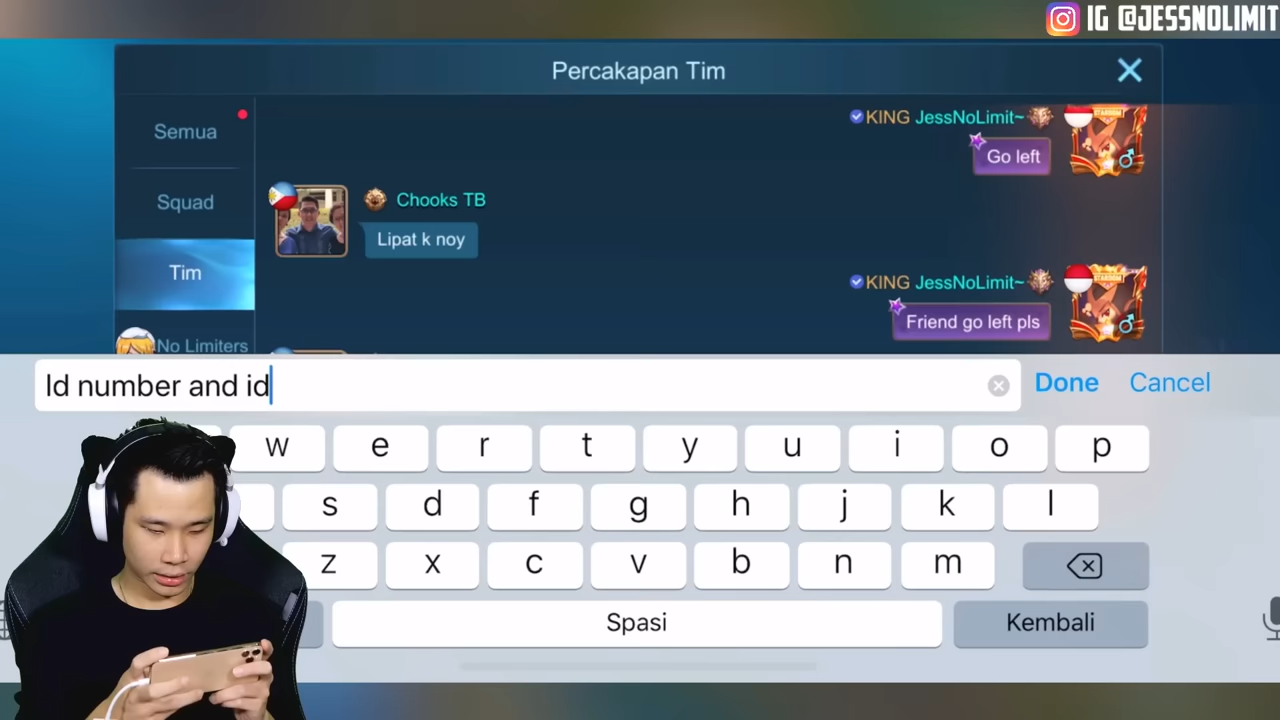 IG @JESSNOLIMIT
Percakapan Tim
Semua
KING JessNoLimit~
Go left
Squad
Chooks TB
Lipat k noy
Tim
KING JessNoLimit~
Friend go left pls
No Limiters
Id number and id
Done
Cancel
w e r t y u i o p
s d f g h j k l
z x c v b n m
Spasi
Kembali
STARDOM